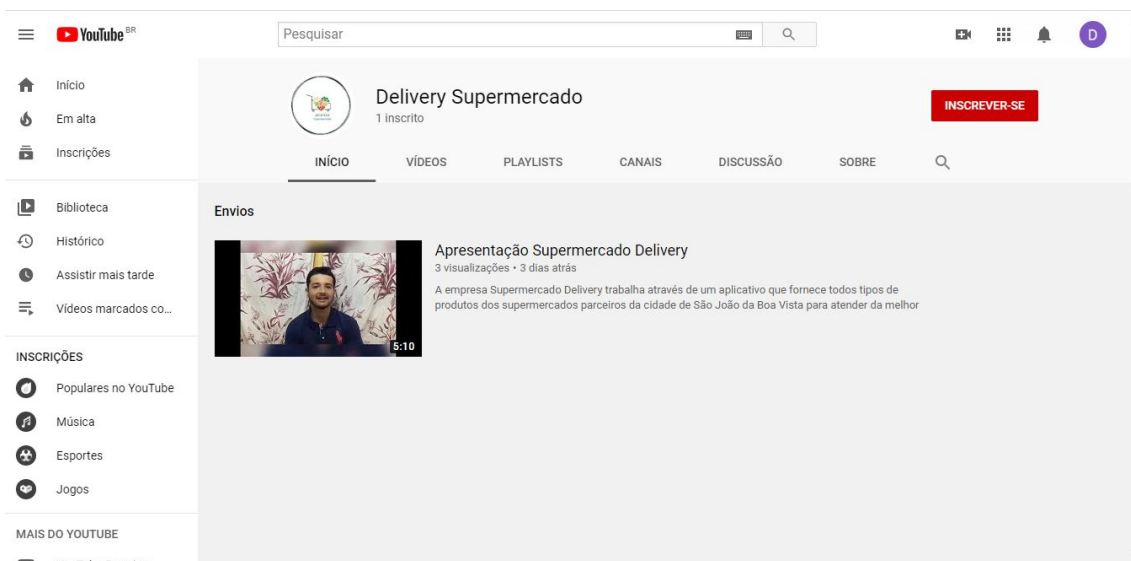 YouTube BR
Pesquisar
D
Início
Em alta
Inscrições
Biblioteca
Histórico
Assistir mais tarde
Vídeos marcados co...
INSCRIÇÕES
Populares no YouTube
Música
Esportes
Jogos
MAIS DO YOUTUBE
Delivery Supermercado
1 inscrito
INSCREVER-SE
INÍCIO VÍDEOS PLAYLISTS CANAIS DISCUSSÃO SOBRE
Envios
5:10
Apresentação Supermercado Delivery
3 visualizações • 3 dias atrás
A empresa Supermercado Delivery trabalha através de um aplicativo que fornece todos tipos de
produtos dos supermercados parceiros da cidade de São João da Boa Vista para atender da melhor